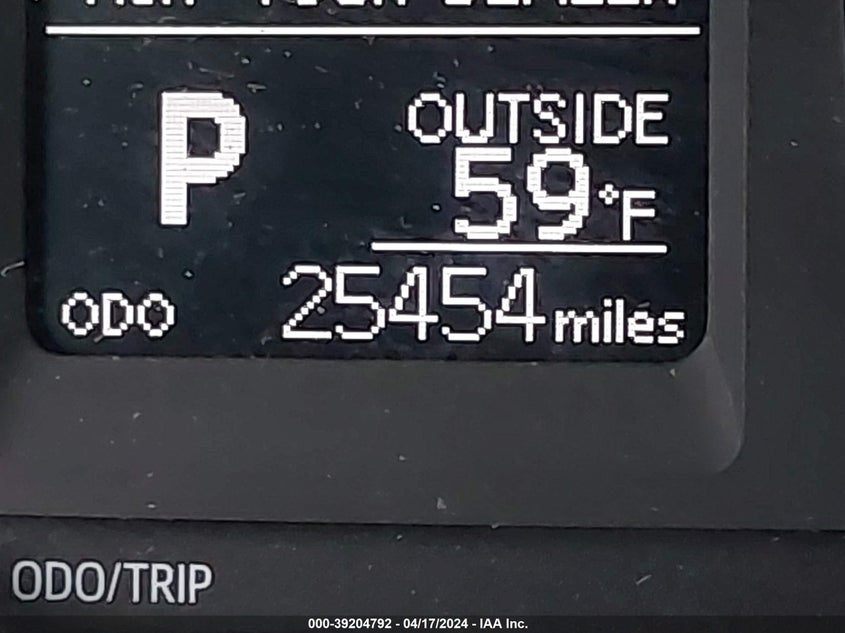 P
OUTSIDE
59°F
ODO 25454 miles
ODO/TRIP
000-39204792 - 04/17/2024 - IAA Inc.